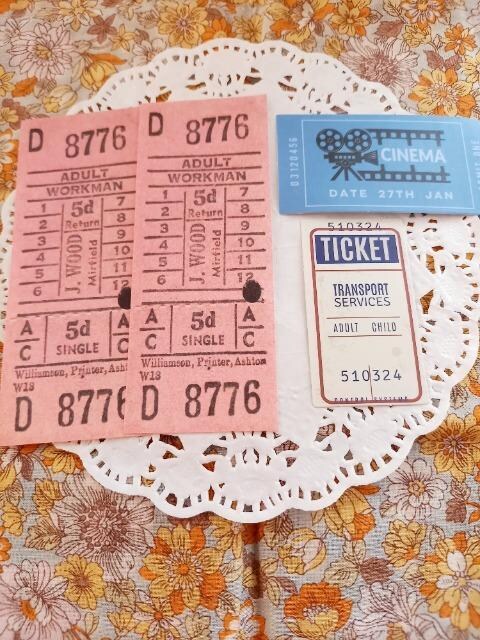 D 8776
ADULT
WORKMAN
1 5d 7
2 Return 8
3 J. WOOD 9
4 Mirfield 10
5 11
6 12
A/C 5d
SINGLE
Williamson, Printer, Asht
W18
D 8776
D 8776
ADULT
WORKMAN
1 5d 7
2 Return 8
3 J. WOOD 9
4 Mirfield 10
5 11
6
A/C 5d
SINGLE
Williamson, Printer, Ashton
W18
D 8776
03120456
CINEMA
DATE 27TH JAN
510324
TICKET
TRANSPORT
SERVICES
ADULT CHILD
510324